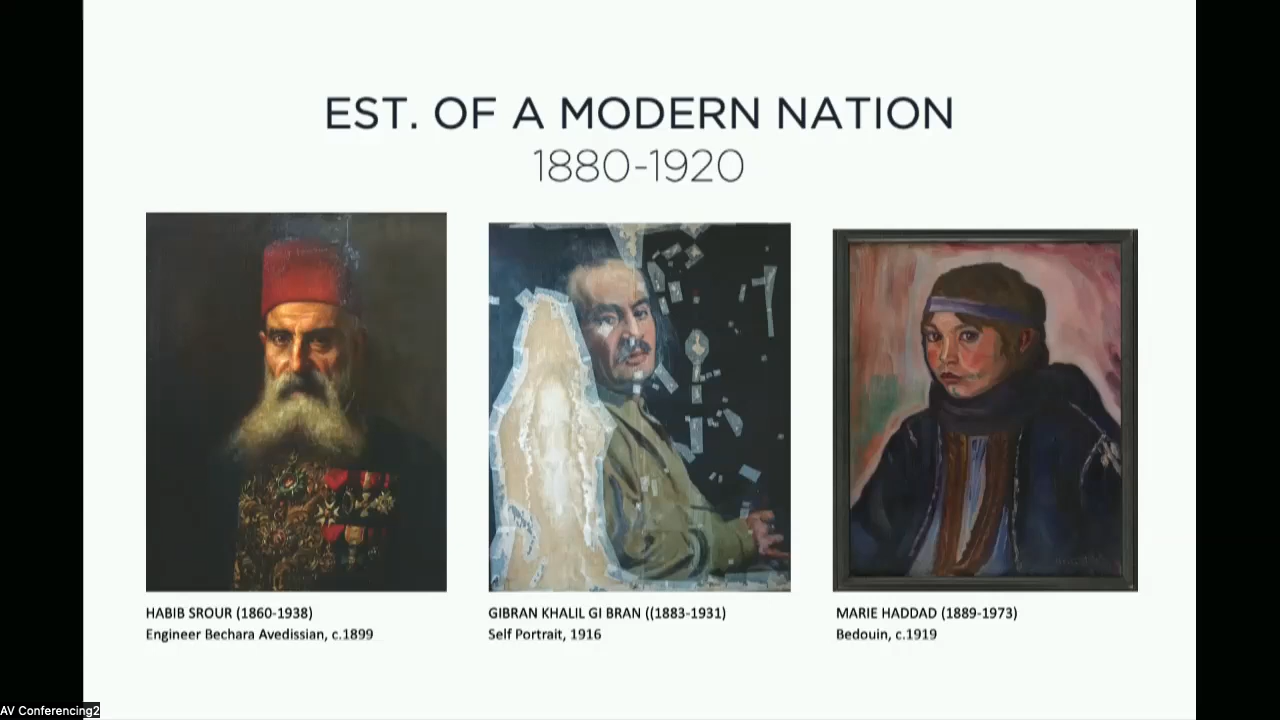 EST. OF A MODERN NATION
1880-1920
HABIB SROUR (1860-1938)
Engineer Bechara Avedissian, c.1899
GIBRAN KHALIL GI BRAN ((1883-1931)
Self Portrait, 1916
MARIE HADDAD (1889-1973)
Bedouin, c.1919
AV Conferencing2